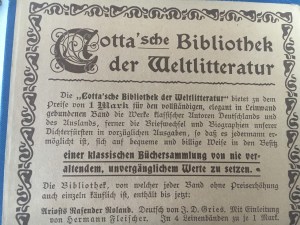 Cotta'sche Bibliothek
der Weltlitteratur
Die „Cotta'sche Bibliothek der Weltlitteratur“ bietet zu dem
Preise von 1 Mark für den vollständigen, elegant in Leinwand
gebundenen Band die Werke klassischer Autoren Deutschlands und
des Auslands, ferner die Briefwechsel und Biographien unserer
Dichterfürsten in vorzüglichen Ausgaben, so daß es jedermann er-
möglicht ist, sich auf bequeme und billige Weise in den Besitz
einer klassischen Büchersammlung von nie ver-
altendem, unvergänglichem Werte zu setzen.
Die Bibliothek, von welcher jeder Band ohne Preiserhöhung
auch einzeln käuflich ist, enthält bis jetzt:
Ariosts Rasender Roland. Deutsch von J. D. Gries. Mit Einleitung
von Hermann Fleischer. In 4 Leinenbänden zu je 1 Mark.